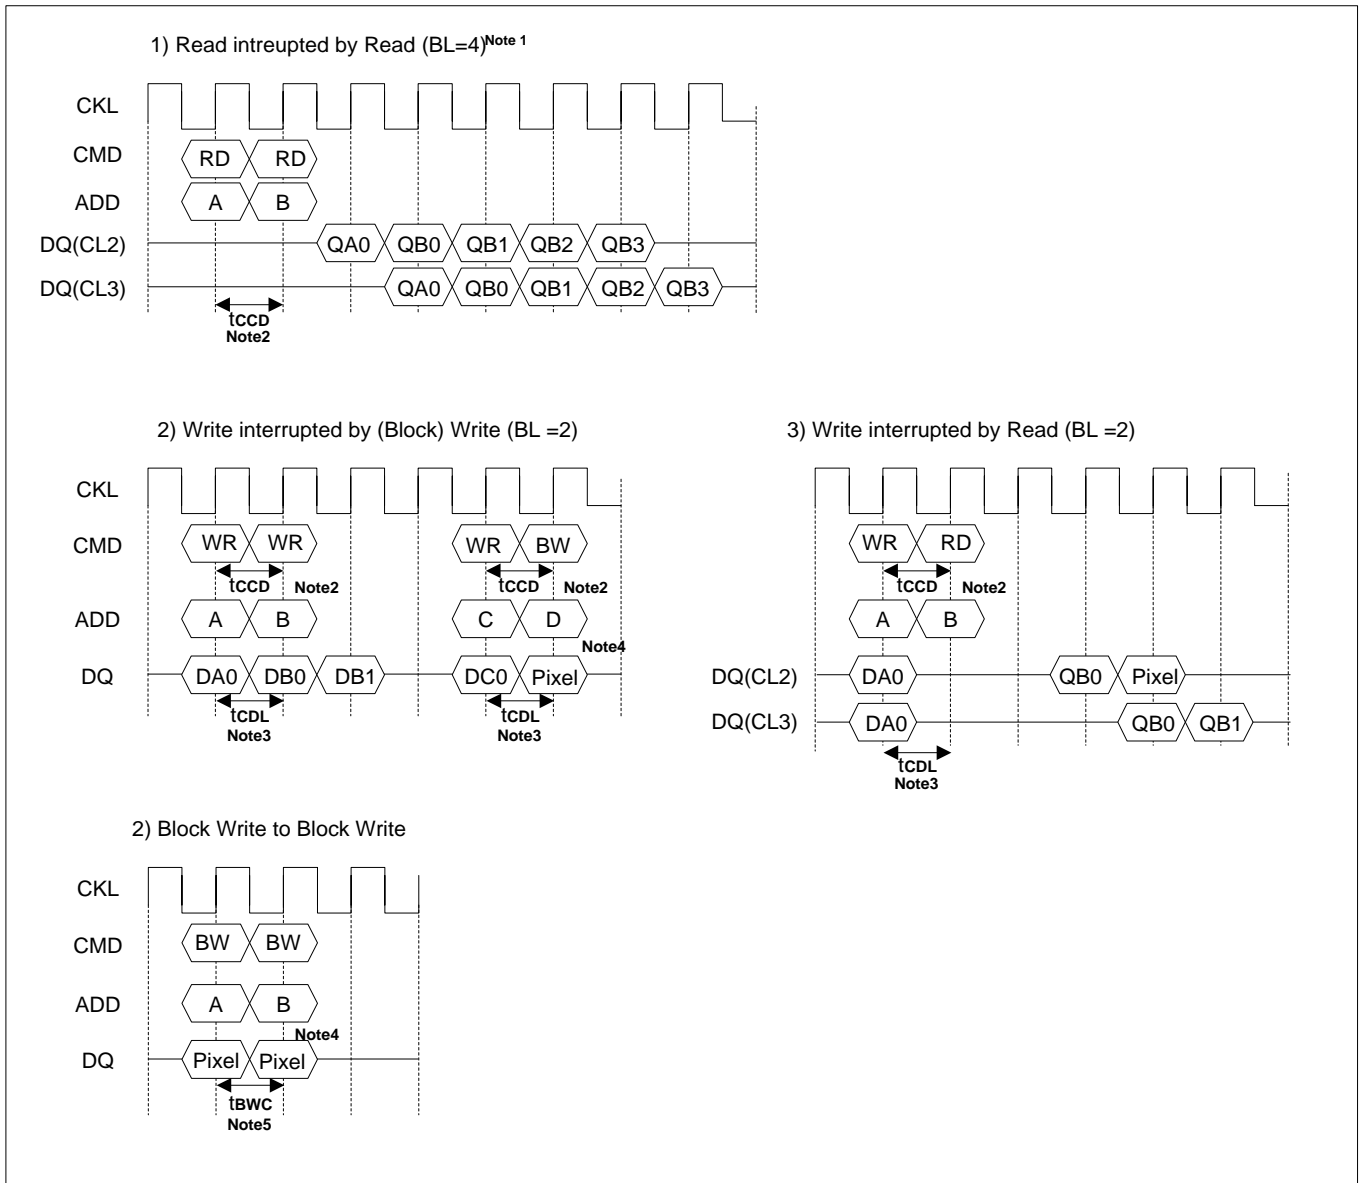 1) Read intreupted by Read (BL=4)Note 1
CKL
CMD RD RD
ADD A B
DQ(CL2) QA0 QB0 QB1 QB2 QB3
DQ(CL3) QA0 QB0 QB1 QB2 QB3
tCCD
Note2
2) Write interrupted by (Block) Write (BL =2)
CKL
CMD WR WR WR BW
tCCD Note2 tCCD Note2
ADD A B C D
Note4
DQ DA0 DB0 DB1 DC0 Pixel
tCDL tCDL
Note3 Note3
3) Write interrupted by Read (BL =2)
WR RD
tCCD Note2
A B
DQ(CL2) DA0 QB0 Pixel
DQ(CL3) DA0 QB0 QB1
tCDL
Note3
2) Block Write to Block Write
CKL
CMD BW BW
ADD A B
Note4
DQ Pixel Pixel
tBWC
Note5